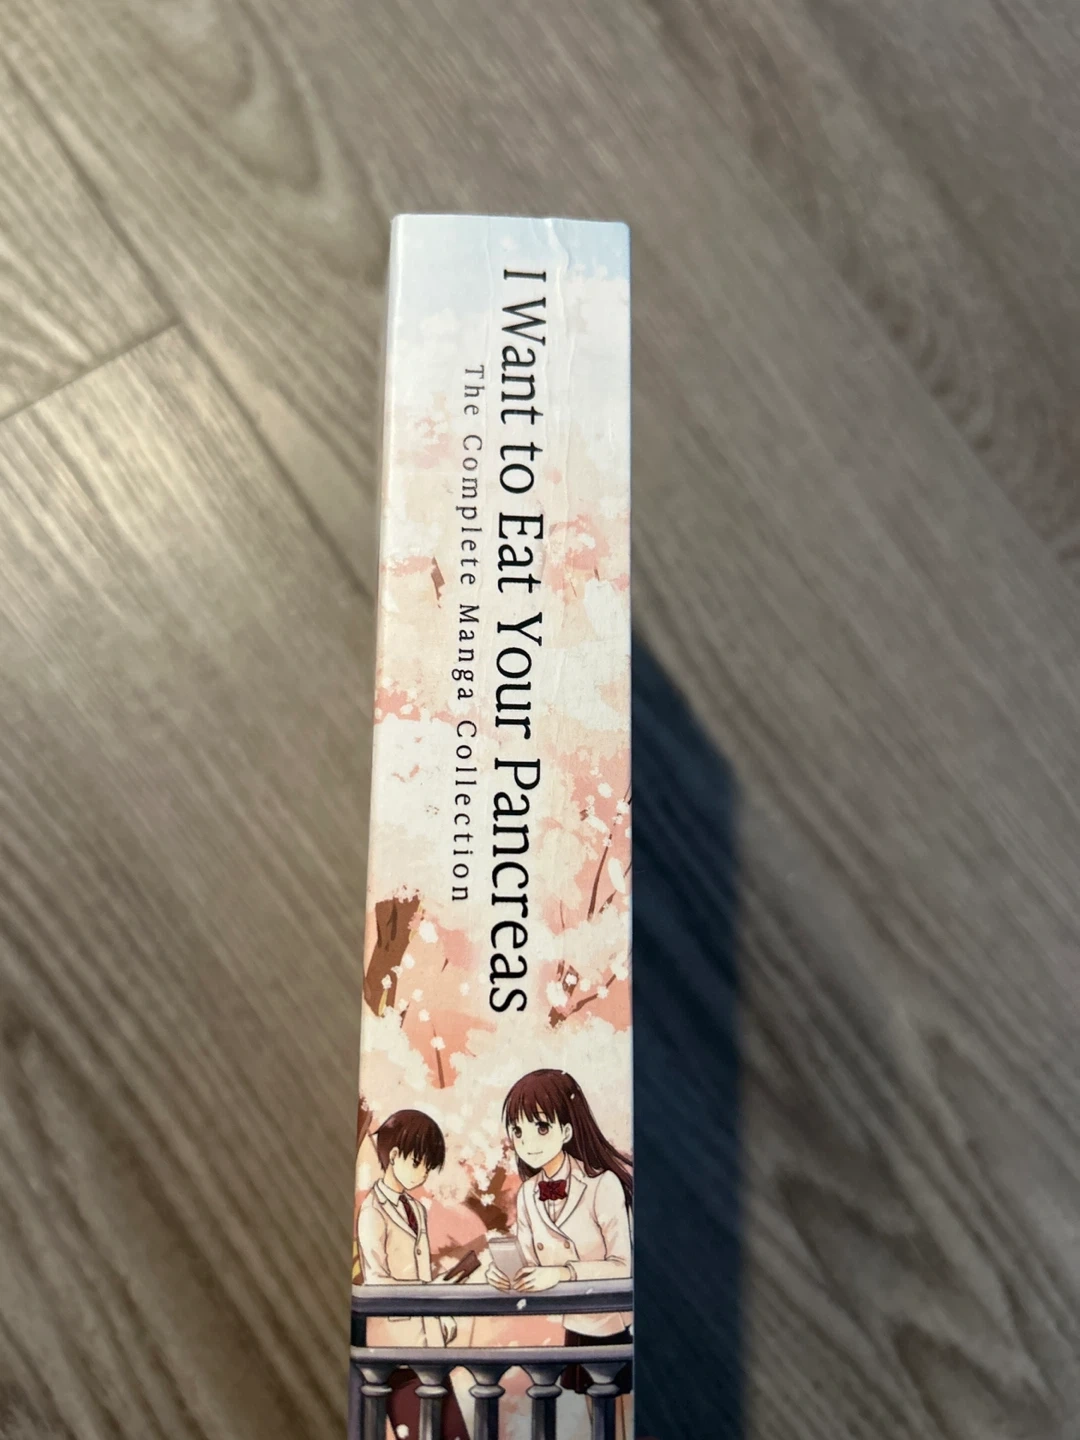 I Want to Eat Your Pancreas
The Complete Manga Collection